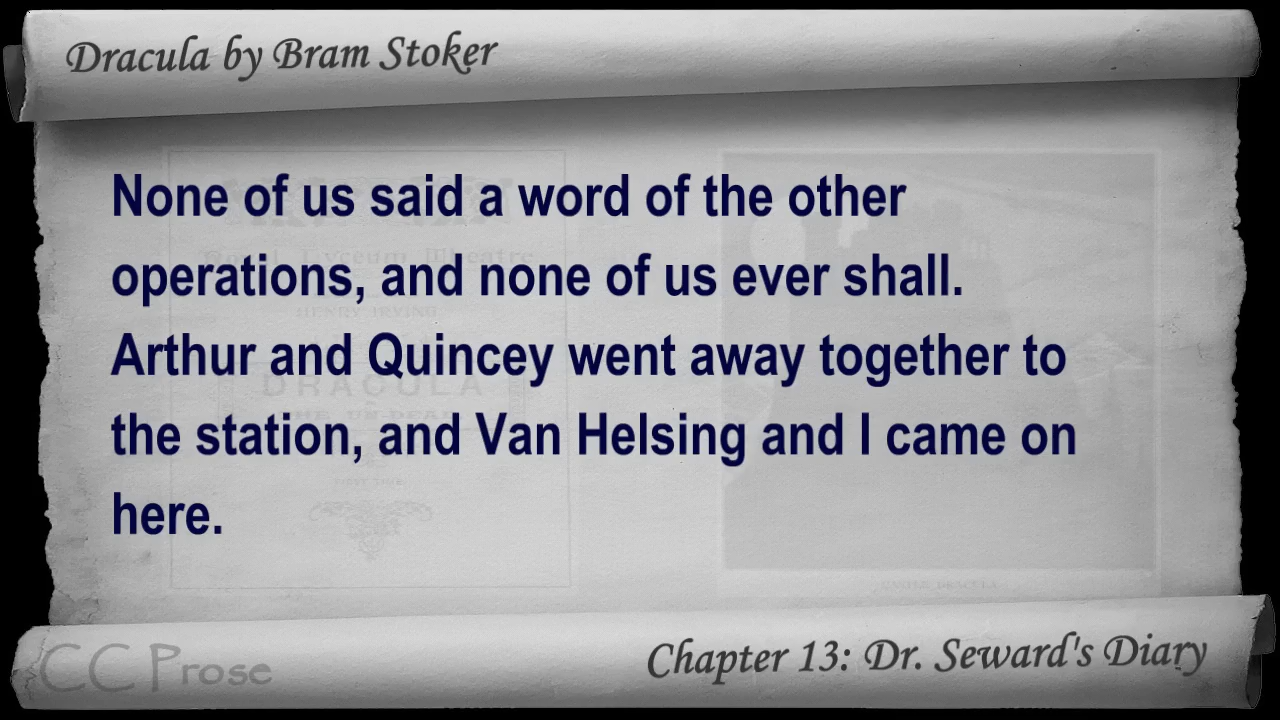 Dracula by Bram Stoker
None of us said a word of the other
operations, and none of us ever shall.
Arthur and Quincey went away together to
the station, and Van Helsing and I came on
here.
CC Prose
Chapter 13: Dr. Seward's Diary